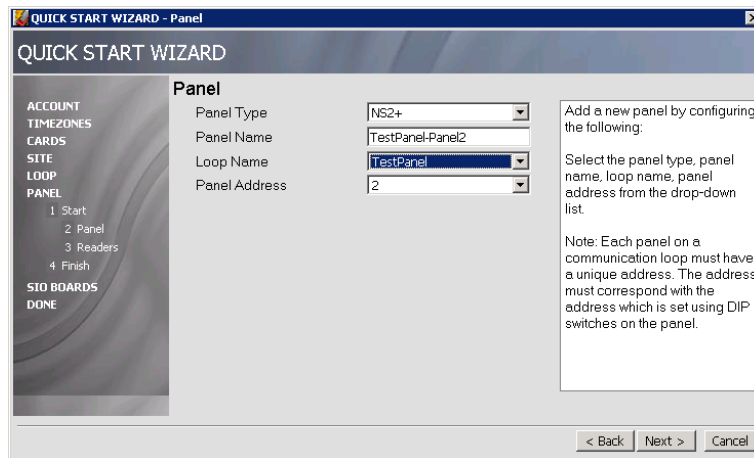 QUICK START WIZARD - Panel
QUICK START WIZARD
ACCOUNT
TIMEZONES
CARDS
SITE
LOOP
PANEL
1 Start
2 Panel
3 Readers
4 Finish
SIO BOARDS
DONE
Panel
Panel Type NS2+
Panel Name TestPanel-Panel2
Loop Name TestPanel
Panel Address 2
Add a new panel by configuring
the following:
Select the panel type, panel
name, loop name, panel
address from the drop-down
list.
Note: Each panel on a
communication loop must have
a unique address. The address
must correspond with the
address which is set using DIP
switches on the panel.
< Back Next > Cancel